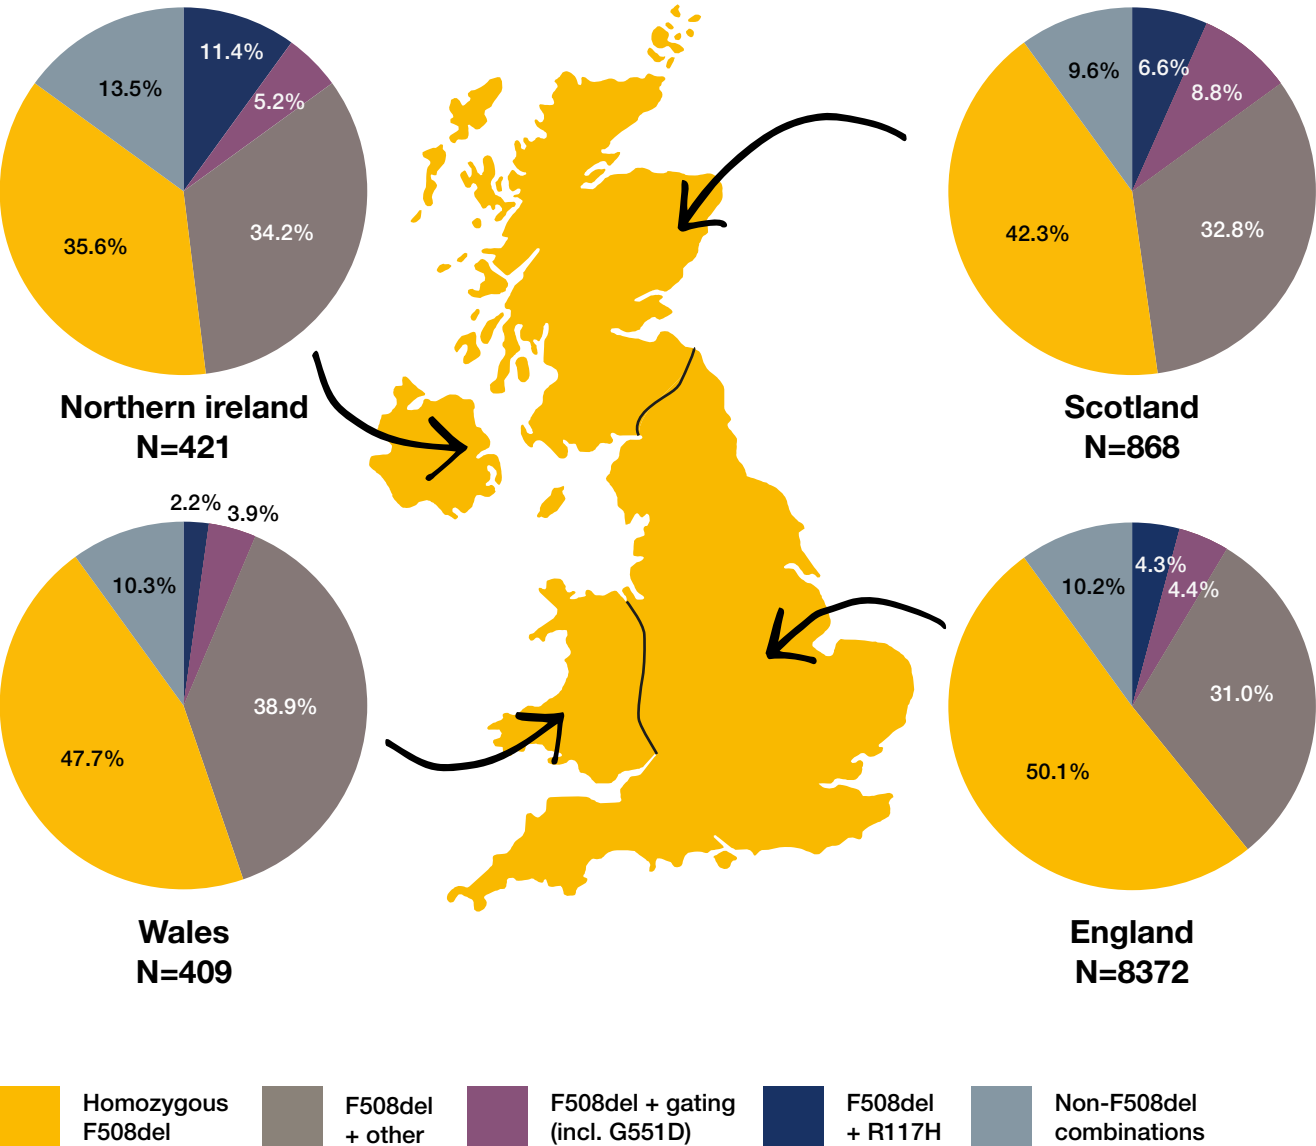 11.4%
5.2%
13.5%
34.2%
35.6%
Northern ireland
N=421
6.6%
8.8%
9.6%
32.8%
42.3%
Scotland
N=868
2.2%
3.9%
10.3%
38.9%
47.7%
Wales
N=409
4.3%
4.4%
10.2%
31.0%
50.1%
England
N=8372
Homozygous
F508del
F508del
+ other
F508del + gating
(incl. G551D)
F508del
+ R117H
Non-F508del
combinations